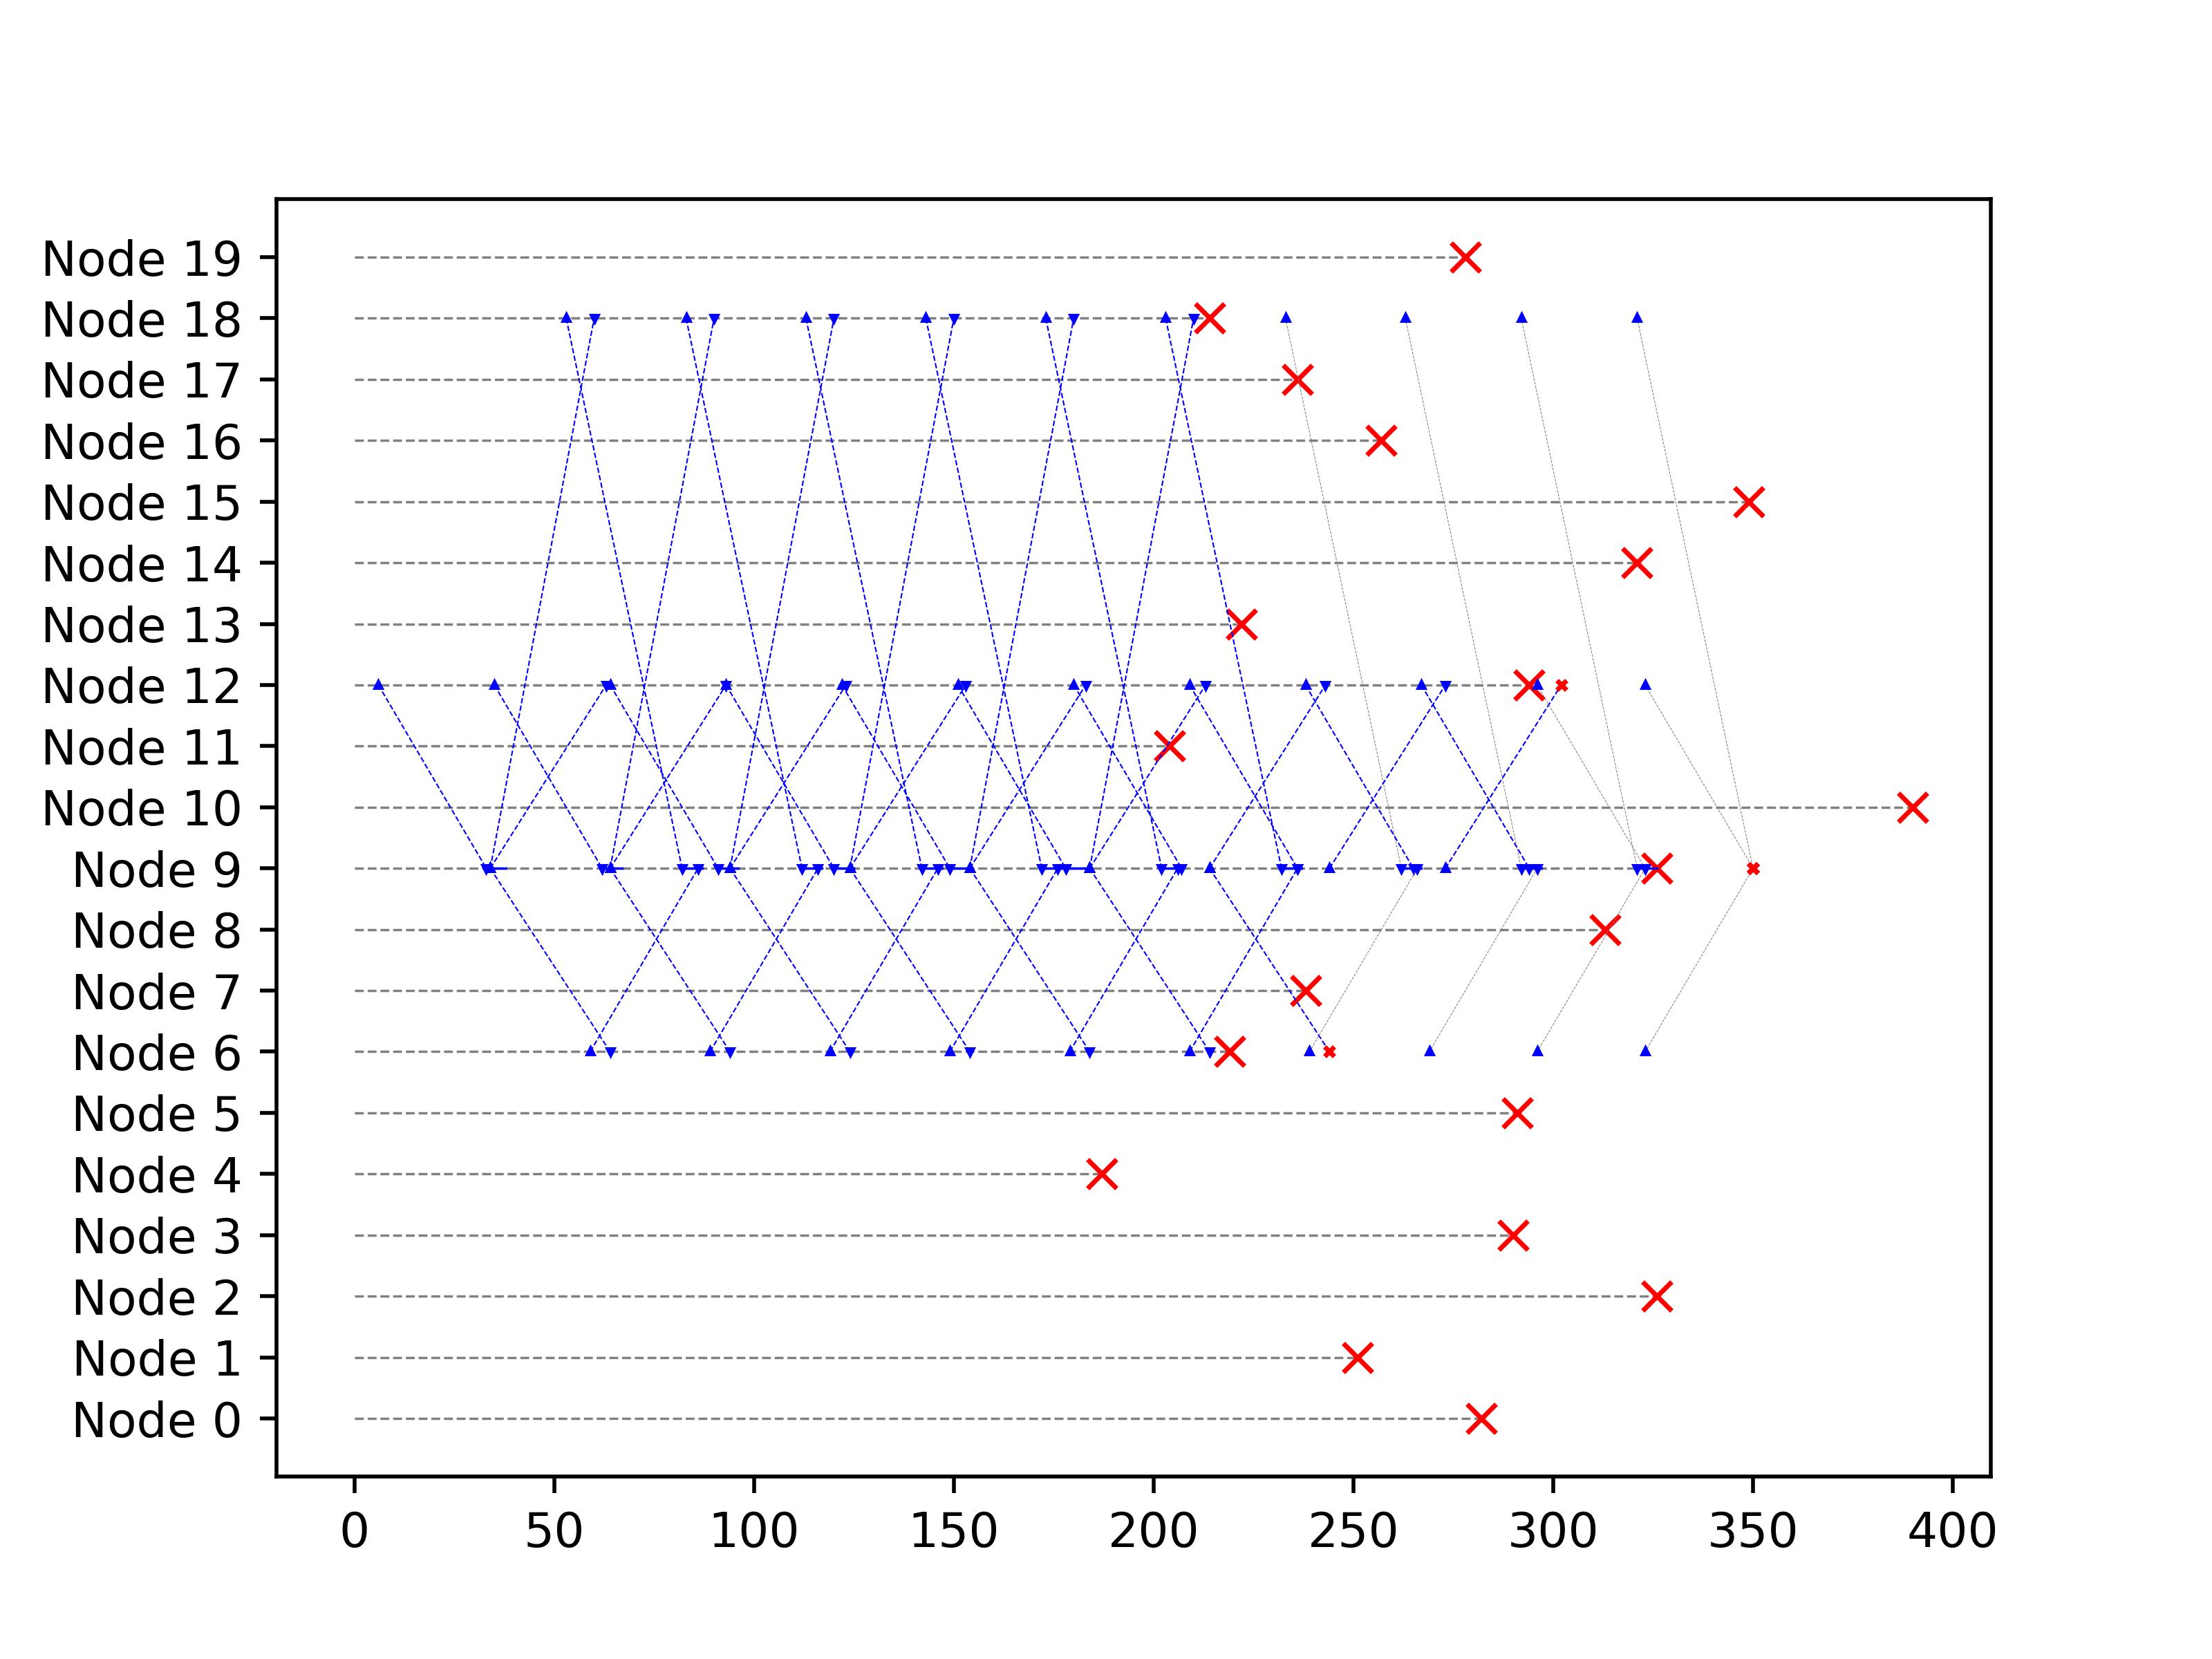 Node 19
Node 18
Node 17
Node 16
Node 15
Node 14
Node 13
Node 12
Node 11
Node 10
Node 9
Node 8
Node 7
Node 6
Node 5
Node 4
Node 3
Node 2
Node 1
Node 0
0 50 100 150 200 250 300 350 400